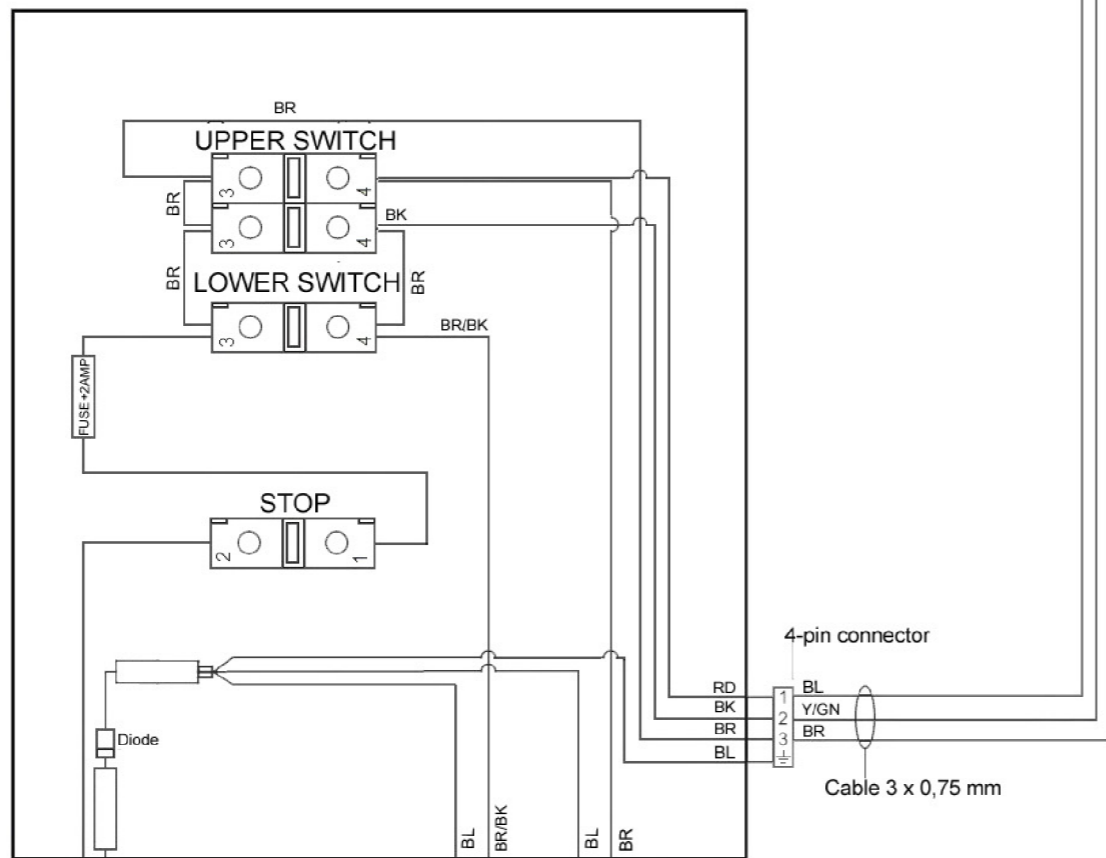 BR
UPPER SWITCH
3
4
BR
BK
3
4
BR
BR
LOWER SWITCH
BR/BK
3
4
FUSE+2AMP
STOP
2
1
4-pin connector
RD
1
BL
BK
2
Y/GN
BR
3
BR
BL
Diode
Cable 3 x 0,75 mm
BL
BR/BK
BL
BR